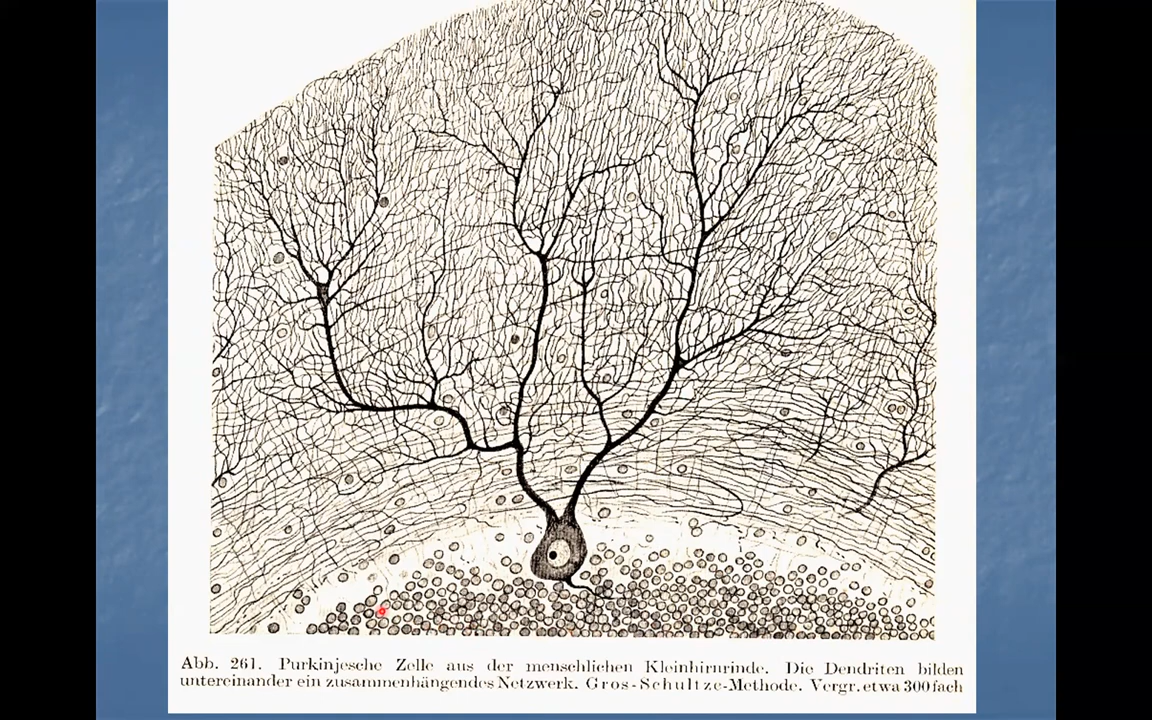 Abb. 261. Purkinjesche Zelle aus der menschlichen Kleinhirnrinde. Die Dendriten bilden
untereinander ein zusammenhängendes Netzwerk. Gros-Schultze-Methode. Vergr. etwa 300fach